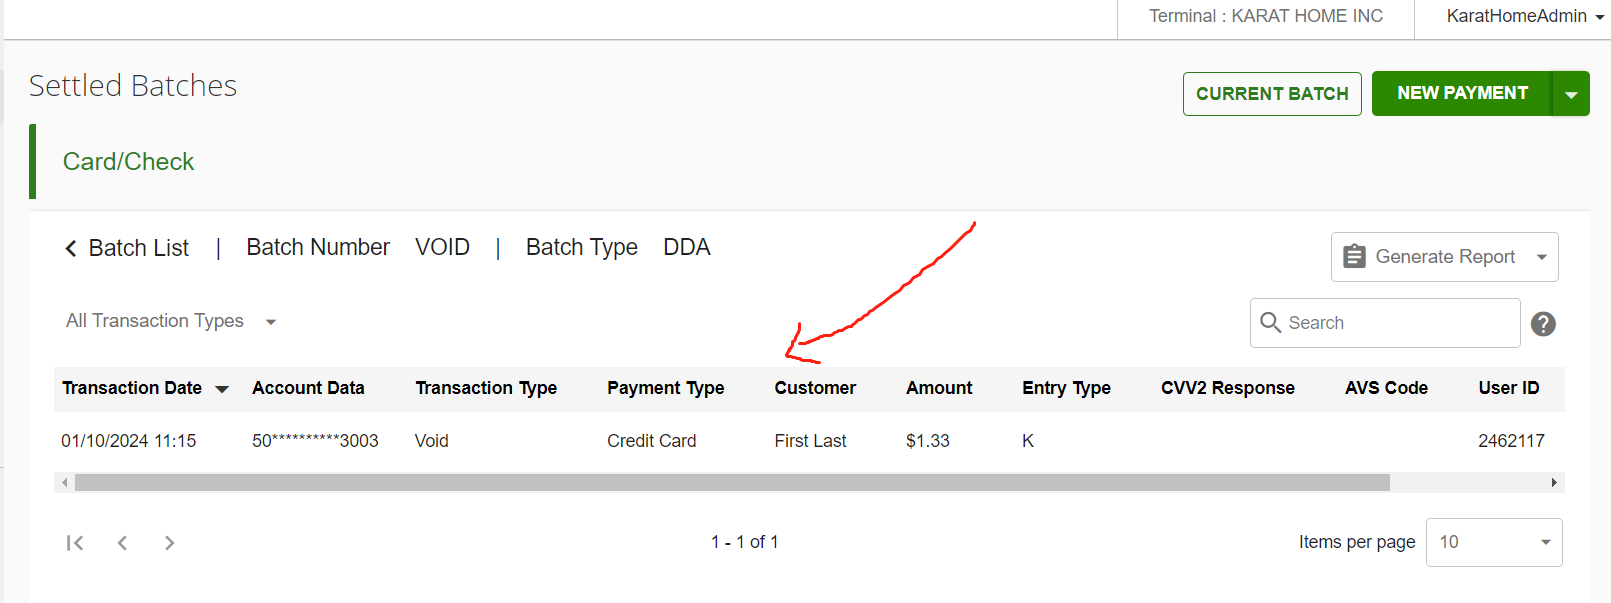 Terminal : KARAT HOME INC KaratHomeAdmin
Settled Batches
CURRENT BATCH NEW PAYMENT
Card/Check
Batch List | Batch Number VOID | Batch Type DDA
Generate Report
All Transaction Types
Search
Transaction Date Account Data Transaction Type Payment Type Customer Amount Entry Type CVV2 Response AVS Code User ID
01/10/2024 11:15 50**********3003 Void Credit Card First Last $1.33 K 2462117
1 - 1 of 1 Items per page 10